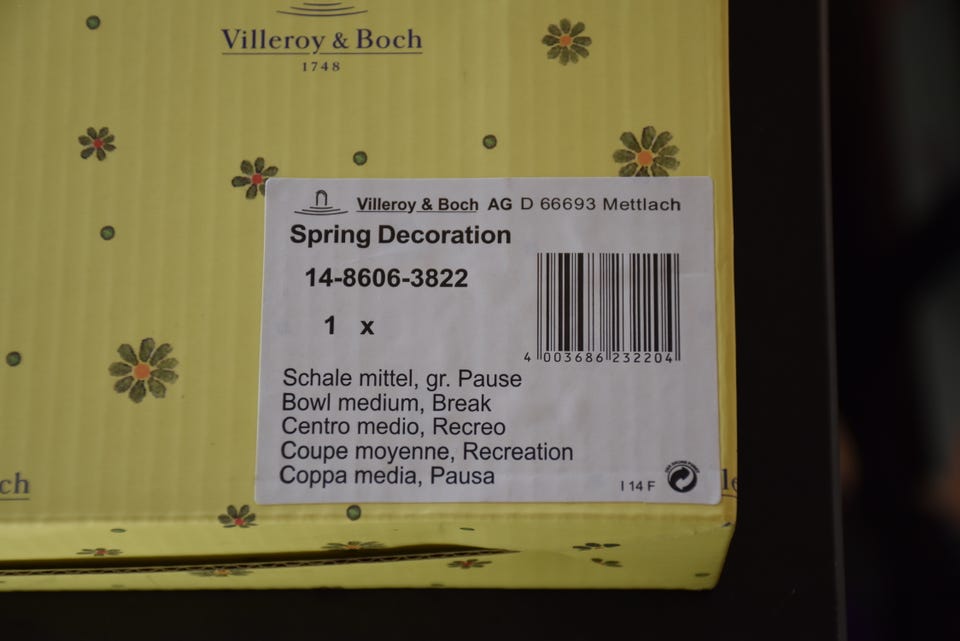 Villeroy & Boch
1748
Villeroy & Boch AG D 66693 Mettlach
Spring Decoration
14-8606-3822
1 x
4 003686 232204
Schale mittel, gr. Pause
Bowl medium, Break
Centro medio, Recreo
Coupe moyenne, Recreation
Coppa media, Pausa
I 14 F
ch
le